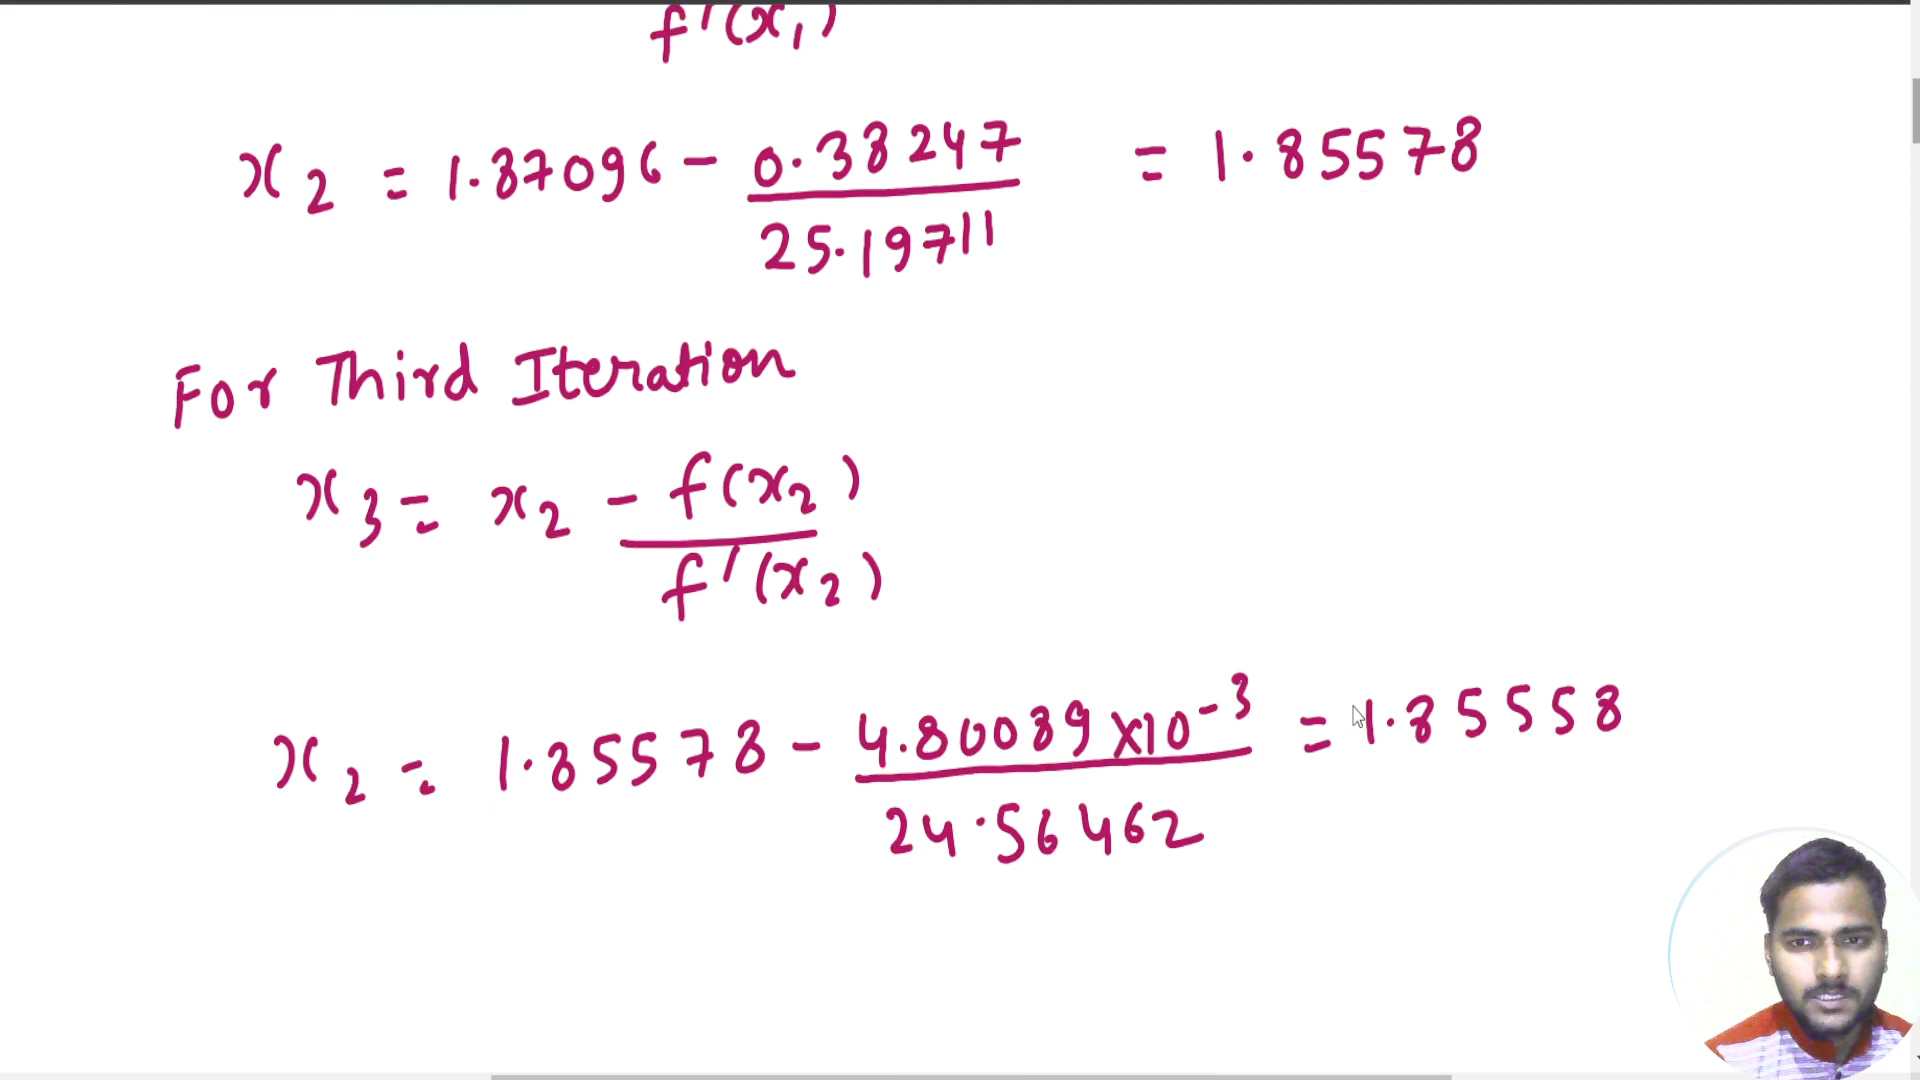 f'(x₁)
x₂ = 1.87096 - 0.38247 / 25.19711 = 1.85578
For Third Iteration
x₃ = x₂ - f(x₂) / f'(x₂)
x₂ = 1.85578 - 4.80089×10⁻³ / 24.56462 = 1.85558